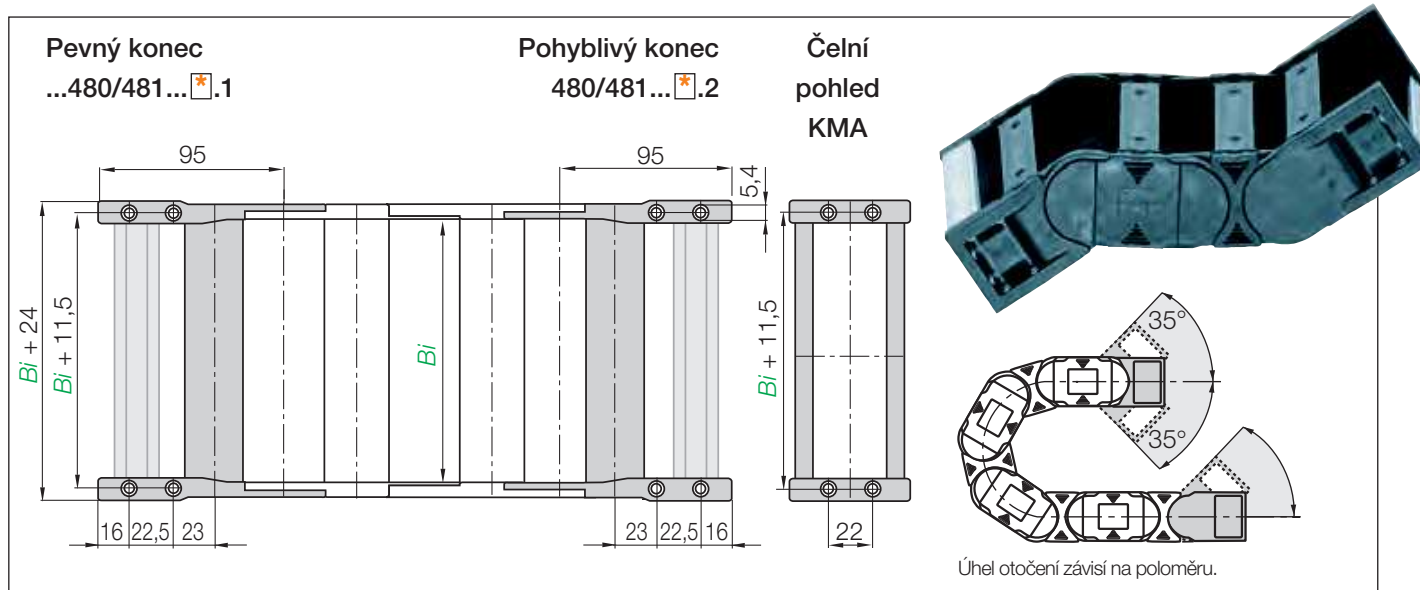 Pevný konec
...480/481...*.1
Pohyblivý konec
480/481...*.2
Čelní
pohled
KMA
95
95
5,4
Bi + 24
Bi + 11,5
Bi
Bi + 11,5
16
22,5
23
23
22,5
16
22
35°
35°
Úhel otočení závisí na poloměru.